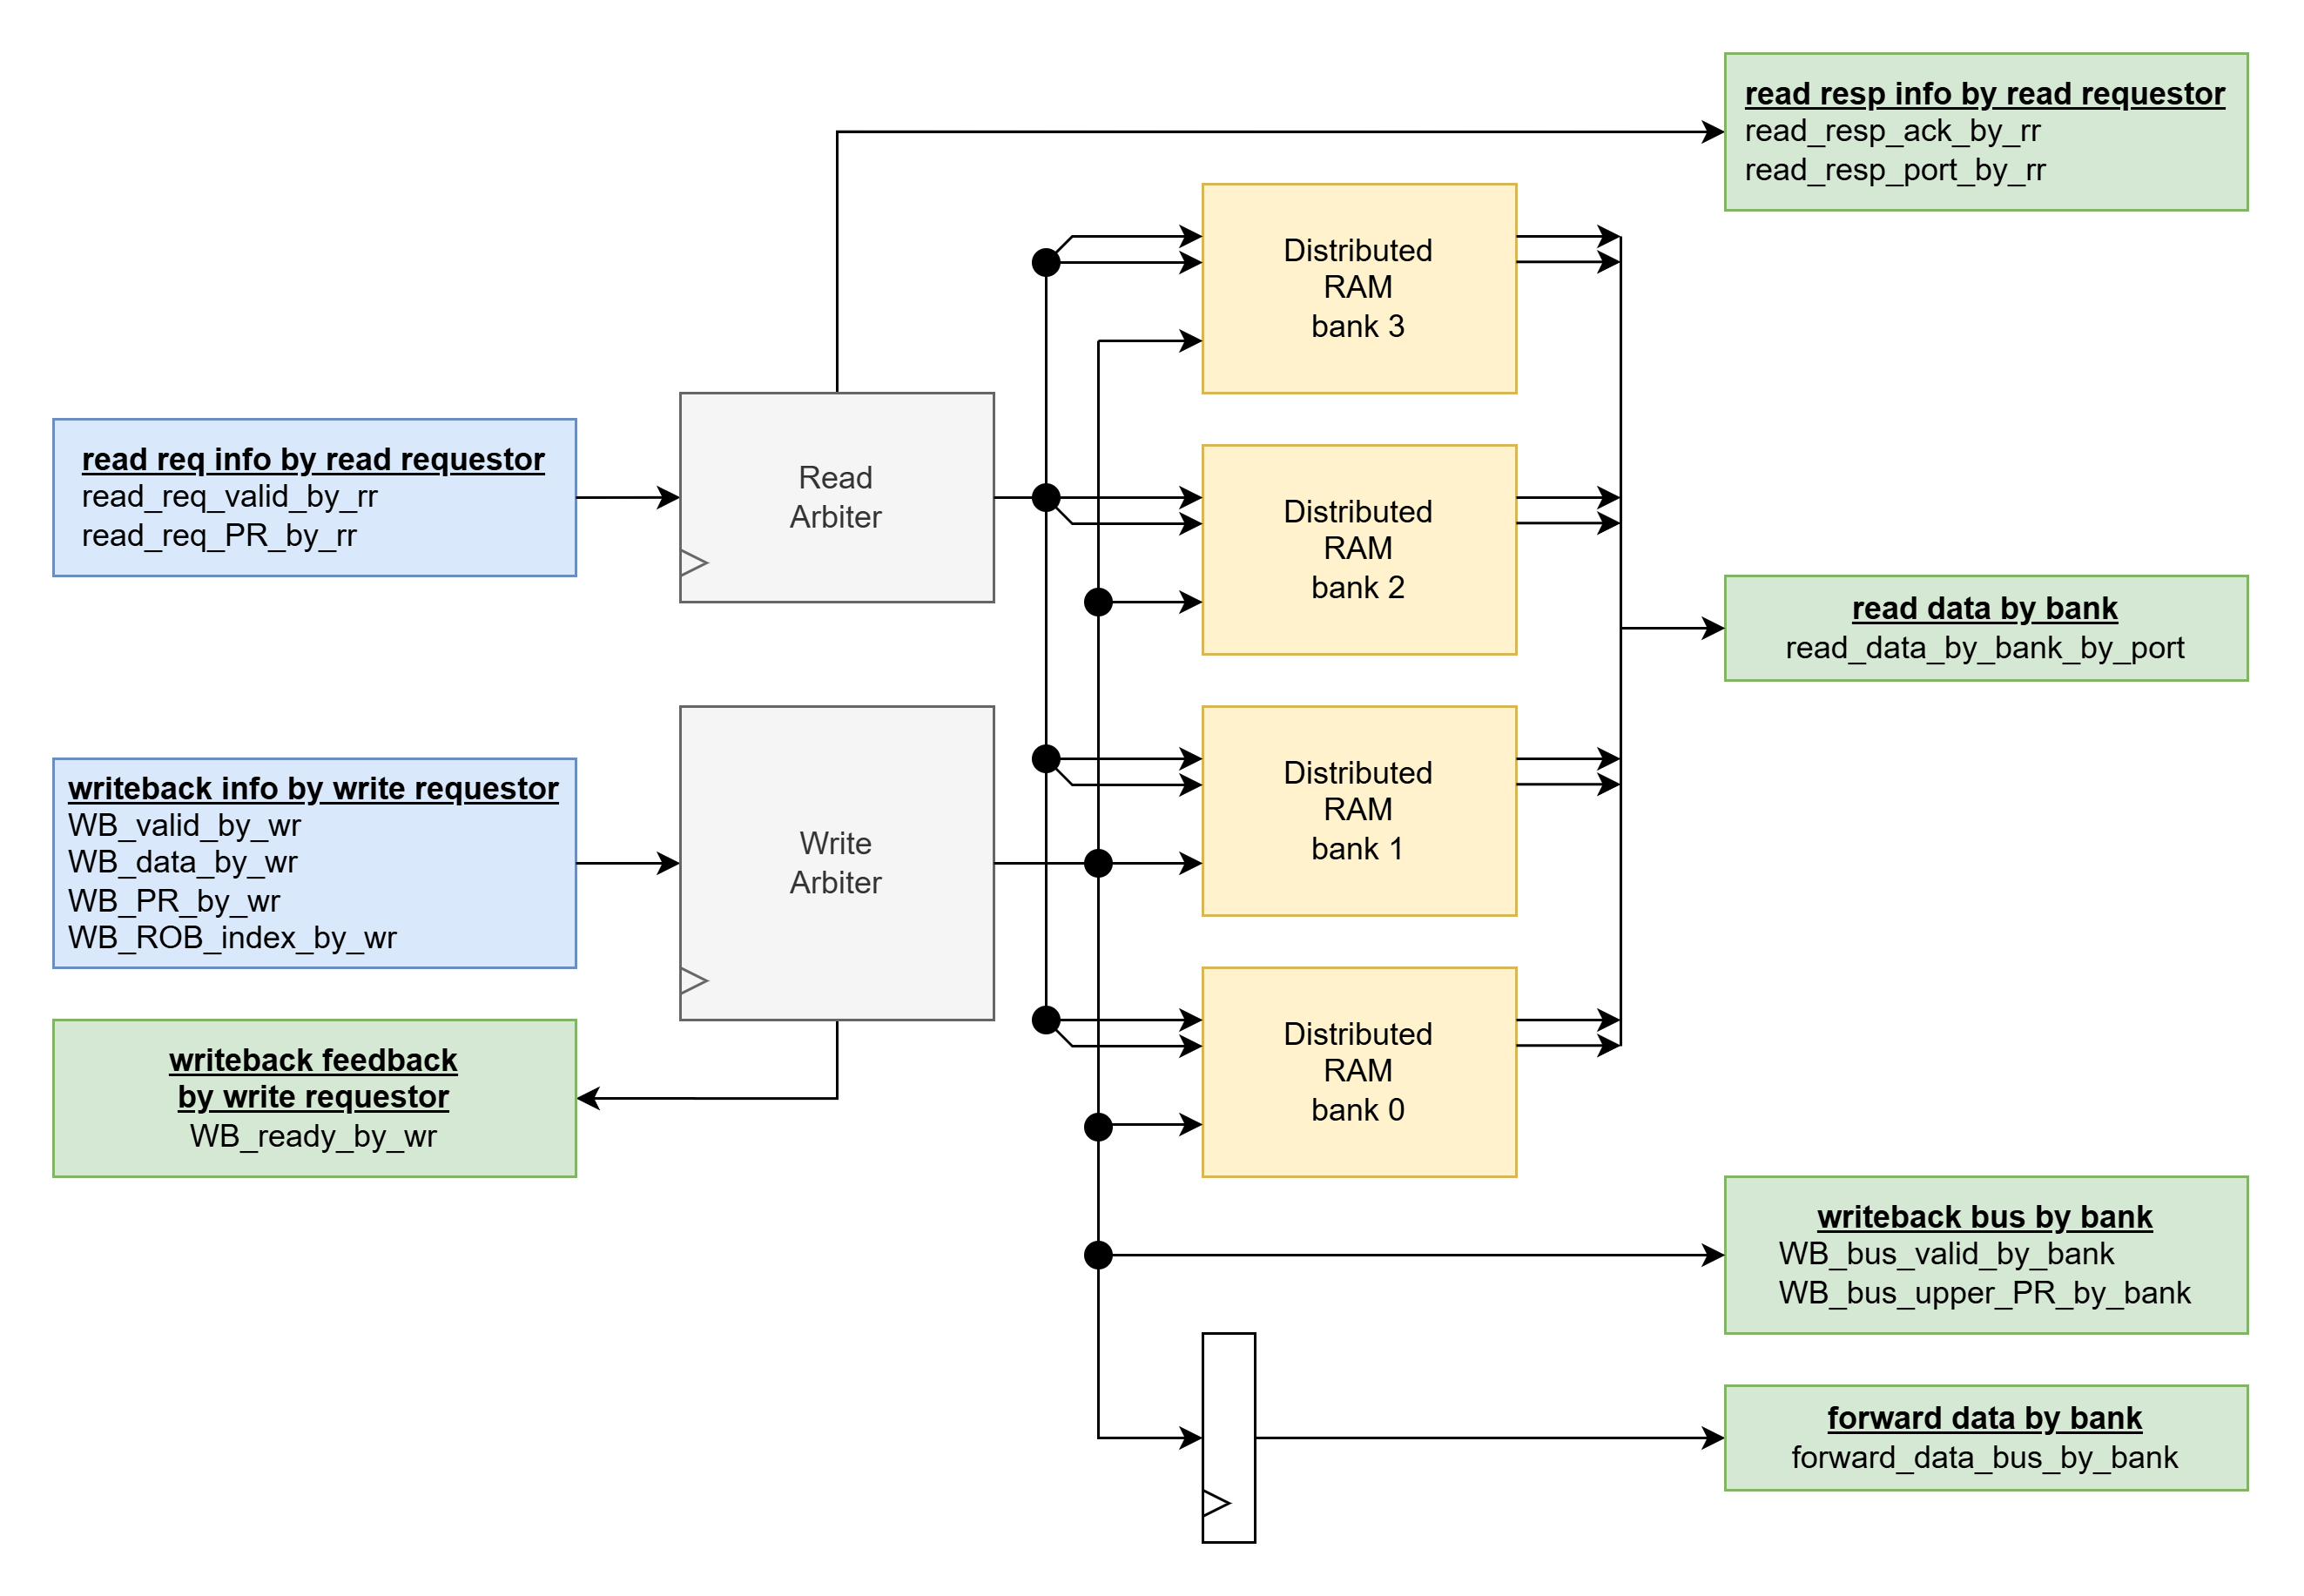 read resp info by read requestor
read_resp_ack_by_rr
read_resp_port_by_rr
Distributed
RAM
bank 3
read req info by read requestor
read_req_valid_by_rr
read_req_PR_by_rr
Read
Arbiter
Distributed
RAM
bank 2
read data by bank
read_data_by_bank_by_port
writeback info by write requestor
WB_valid_by_wr
WB_data_by_wr
WB_PR_by_wr
WB_ROB_index_by_wr
Write
Arbiter
Distributed
RAM
bank 1
writeback feedback
by write requestor
WB_ready_by_wr
Distributed
RAM
bank 0
writeback bus by bank
WB_bus_valid_by_bank
WB_bus_upper_PR_by_bank
forward data by bank
forward_data_bus_by_bank